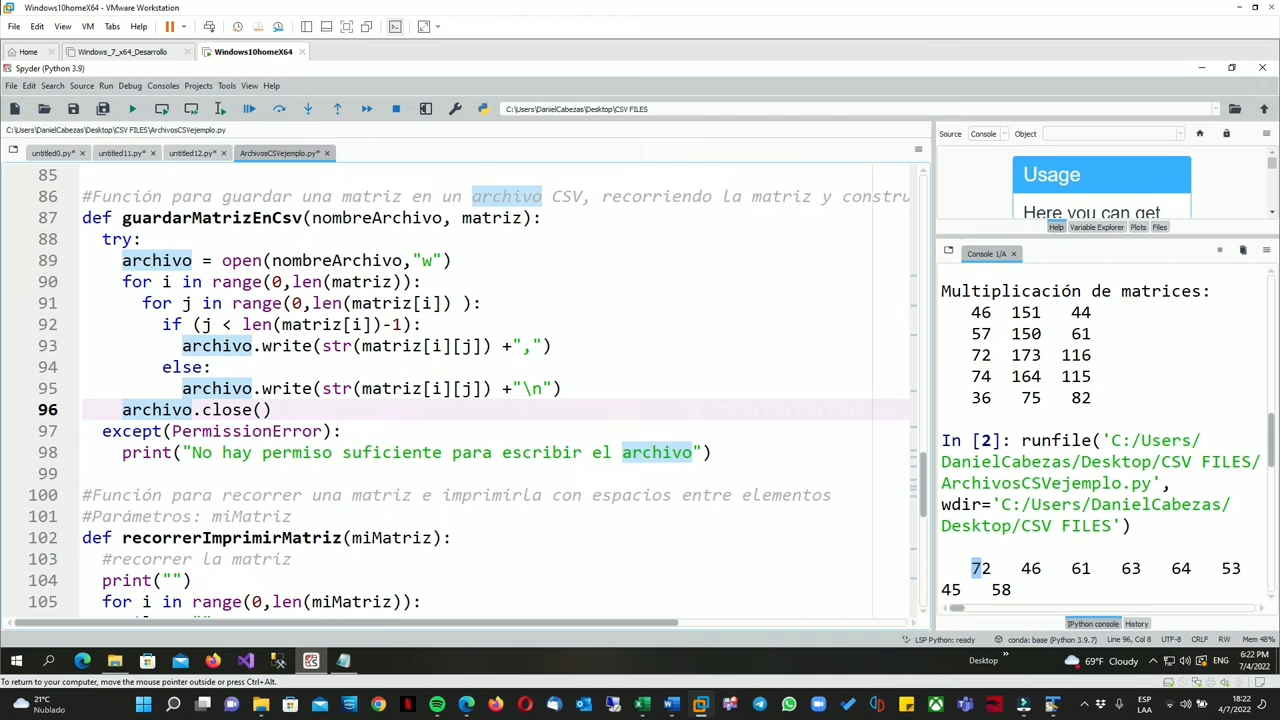 Windows10homeX64 - VMware Workstation
File Edit View VM Tabs Help
Home Windows_7_x64_Desarrollo Windows10homeX64
Spyder (Python 3.9)
File Edit Search Source Run Debug Consoles Projects Tools View Help
C:\Users\DanielCabezas\Desktop\CSV FILES
C:\Users\DanielCabezas\Desktop\CSV FILES\ArchivosCSVejemplo.py
untitled0.py* untitled11.py* untitled12.py* ArchivosCSVejemplo.py*
85
86 #Función para guardar una matriz en un archivo CSV, recorriendo la matriz y constru
87 def guardarMatrizEnCsv(nombreArchivo, matriz):
88 try:
89 archivo = open(nombreArchivo,"w")
90 for i in range(0,len(matriz)):
91 for j in range(0,len(matriz[i]) ):
92 if (j < len(matriz[i])-1):
93 archivo.write(str(matriz[i][j]) +",")
94 else:
95 archivo.write(str(matriz[i][j]) +"\n")
96 archivo.close()
97 except(PermissionError):
98 print("No hay permiso suficiente para escribir el archivo")
99
100 #Función para recorrer una matriz e imprimirla con espacios entre elementos
101 #Parámetros: miMatriz
102 def recorrerImprimirMatriz(miMatriz):
103 #recorrer la matriz
104 print("")
105 for i in range(0,len(miMatriz)):
Source Console Object
Usage
Here you can get
Help Variable Explorer Plots Files
Console 1/A
Multiplicación de matrices:
46 151 44
57 150 61
72 173 116
74 164 115
36 75 82
In [2]: runfile('C:/Users/
DanielCabezas/Desktop/CSV FILES/
ArchivosCSVejemplo.py',
wdir='C:/Users/DanielCabezas/
Desktop/CSV FILES')
72 46 61 63 64 53
45 58
IPython console History
LSP Python: ready conda: base (Python 3.9.7) Line 96, Col 8 UTF-8 CRLF RW Mem 48%
Desktop 69°F Cloudy ENG 6:22 PM
7/4/2022
To return to your computer, move the mouse pointer outside or press Ctrl+Alt.
21°C
Nublado
ESP
LAA
18:22
4/07/2022